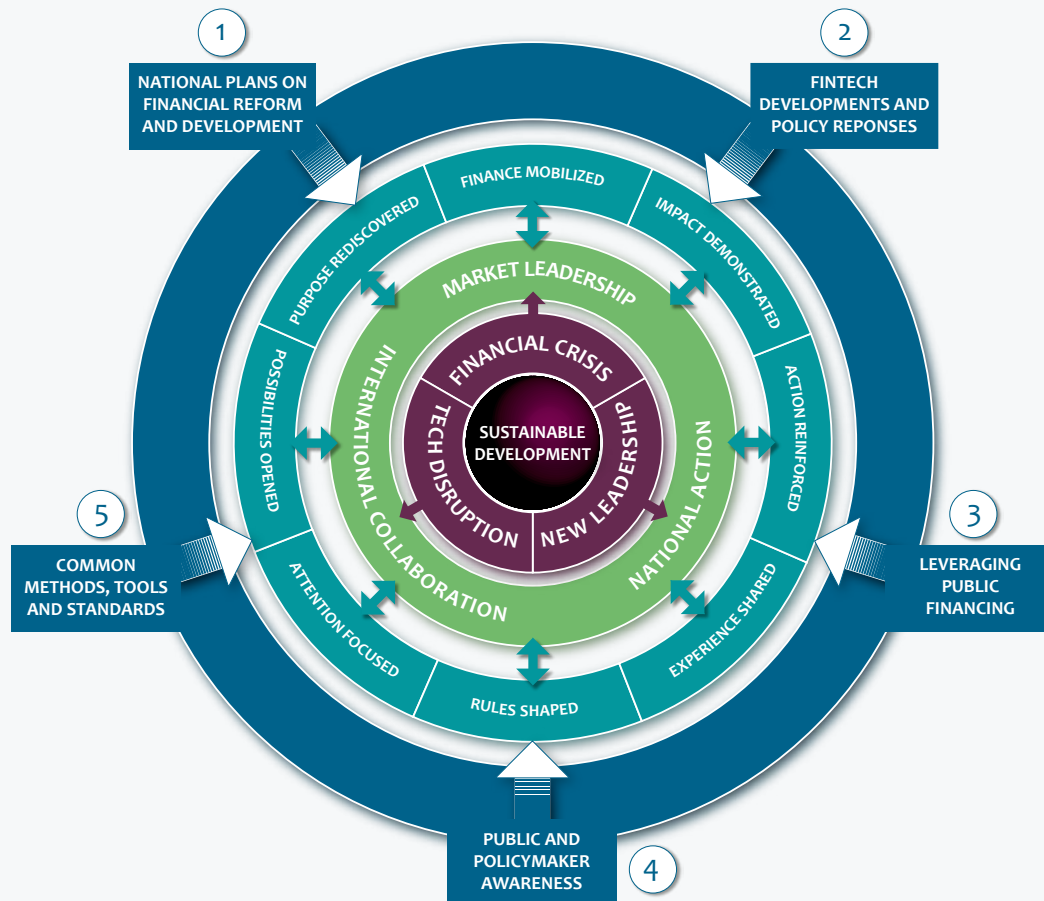 1
NATIONAL PLANS ON
FINANCIAL REFORM
AND DEVELOPMENT
2
FINTECH
DEVELOPMENTS AND
POLICY REPONSES
FINANCE MOBILIZED
IMPACT DEMONSTRATED
ACTION REINFORCED
EXPERIENCE SHARED
RULES SHAPED
ATTENTION FOCUSED
POSSIBILITIES OPENED
PURPOSE REDISCOVERED
MARKET LEADERSHIP
NATIONAL ACTION
INTERNATIONAL COLLABORATION
FINANCIAL CRISIS
NEW LEADERSHIP
TECH DISRUPTION
SUSTAINABLE
DEVELOPMENT
3
LEVERAGING
PUBLIC
FINANCING
4
PUBLIC AND
POLICYMAKER
AWARENESS
5
COMMON
METHODS, TOOLS
AND STANDARDS